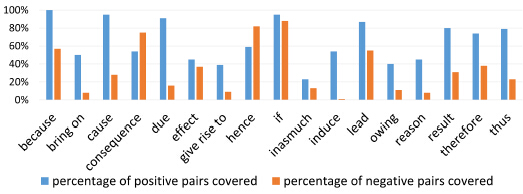 100%
80%
60%
40%
20%
0%
because
bring on
cause
consequence
due
effect
give rise to
hence
if
inasmuch
induce
lead
owing
reason
result
therefore
thus
percentage of positive pairs covered
percentage of negative pairs covered